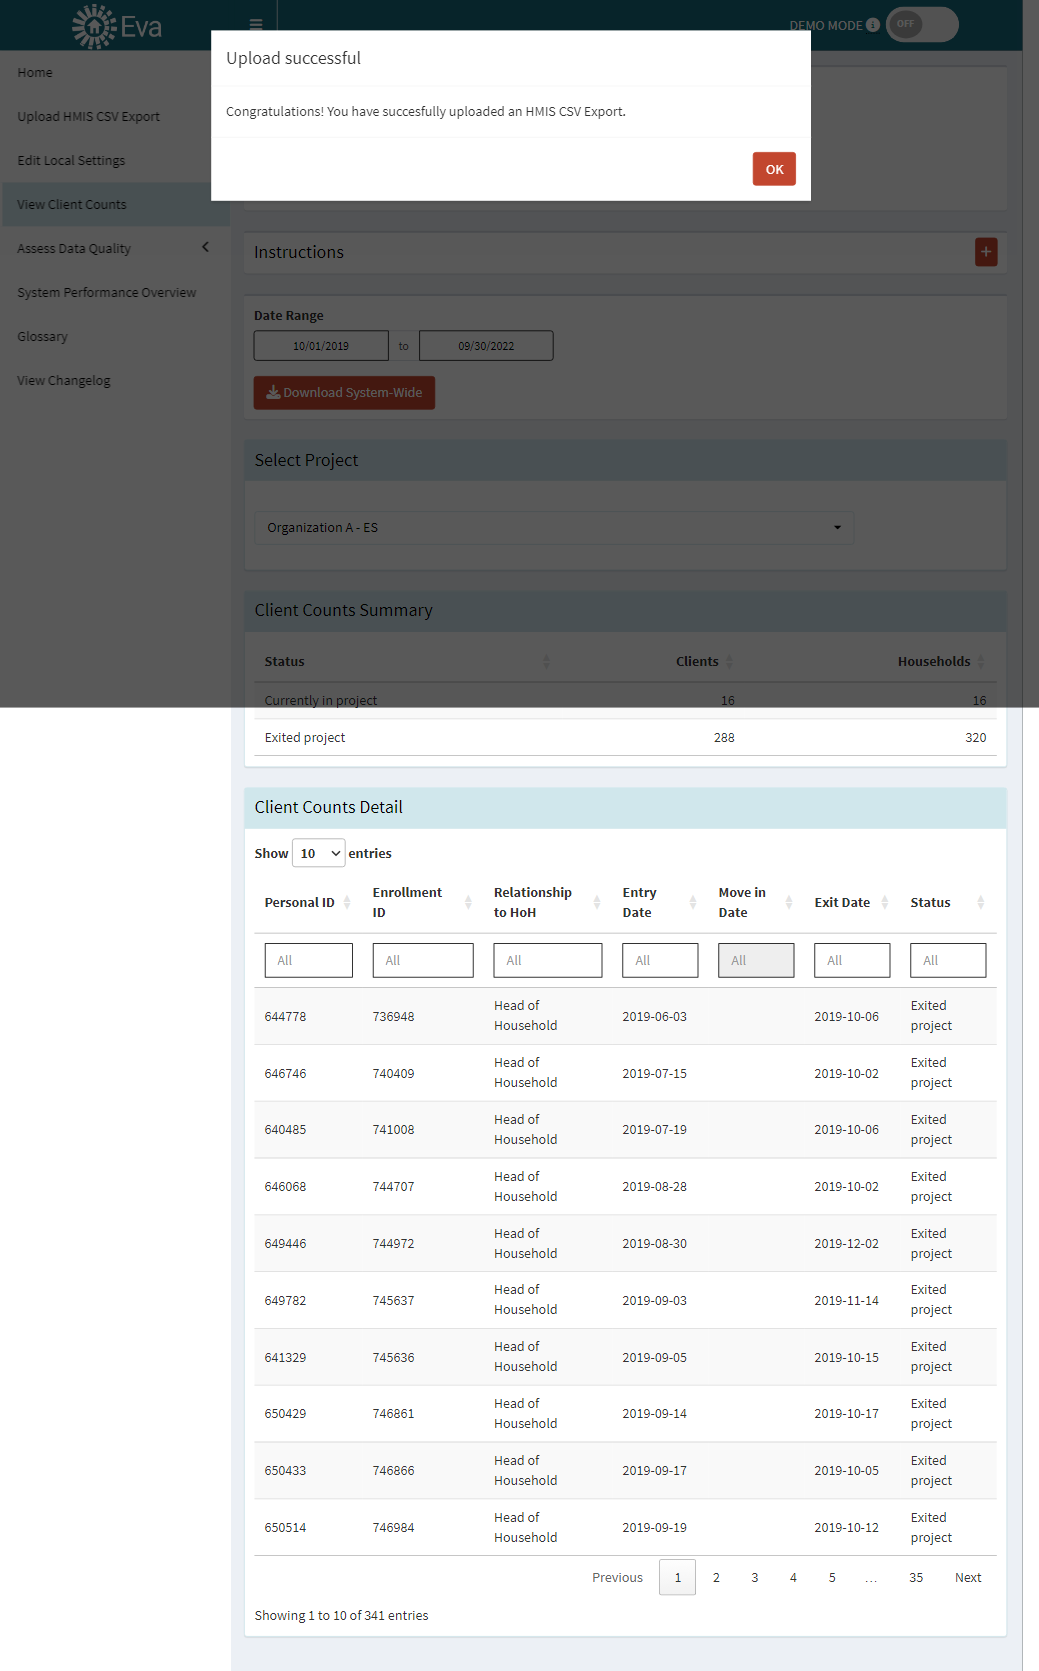 Eva
DEMO MODE
OFF
Upload successful
Congratulations! You have succesfully uploaded an HMIS CSV Export.
OK
Home
Upload HMIS CSV Export
Edit Local Settings
View Client Counts
Assess Data Quality
System Performance Overview
Glossary
View Changelog
Instructions
Date Range
10/01/2019 to 09/30/2022
Download System-Wide
Select Project
Organization A - ES
Client Counts Summary
Status Clients Households
Currently in project 16 16
Exited project 288 320
Client Counts Detail
Show 10 entries
Personal ID Enrollment ID Relationship to HoH Entry Date Move in Date Exit Date Status
All All All All All All All
644778 736948 Head of Household 2019-06-03 2019-10-06 Exited project
646746 740409 Head of Household 2019-07-15 2019-10-02 Exited project
640485 741008 Head of Household 2019-07-19 2019-10-06 Exited project
646068 744707 Head of Household 2019-08-28 2019-10-02 Exited project
649446 744972 Head of Household 2019-08-30 2019-12-02 Exited project
649782 745637 Head of Household 2019-09-03 2019-11-14 Exited project
641329 745636 Head of Household 2019-09-05 2019-10-15 Exited project
650429 746861 Head of Household 2019-09-14 2019-10-17 Exited project
650433 746866 Head of Household 2019-09-17 2019-10-05 Exited project
650514 746984 Head of Household 2019-09-19 2019-10-12 Exited project
Previous 1 2 3 4 5 … 35 Next
Showing 1 to 10 of 341 entries